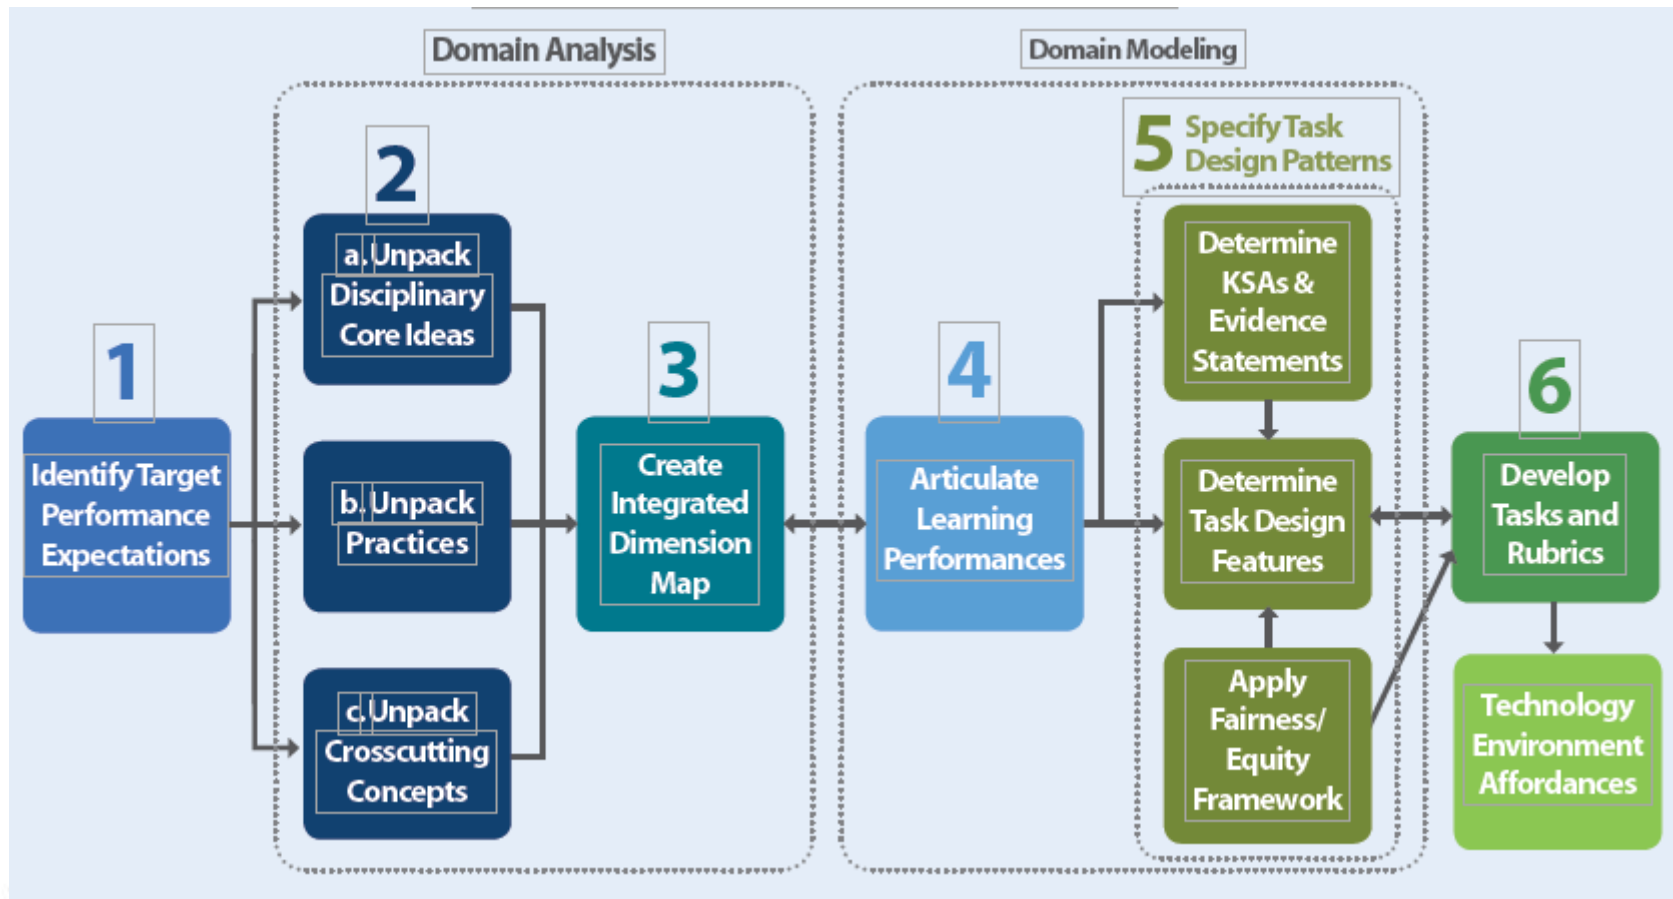 Domain Analysis
Domain Modeling
1
Identify Target
Performance
Expectations
2
a. Unpack
Disciplinary
Core Ideas
b. Unpack
Practices
c. Unpack
Crosscutting
Concepts
3
Create
Integrated
Dimension
Map
4
Articulate
Learning
Performances
5 Specify Task
Design Patterns
Determine
KSAs &
Evidence
Statements
Determine
Task Design
Features
Apply
Fairness/
Equity
Framework
6
Develop
Tasks and
Rubrics
Technology
Environment
Affordances